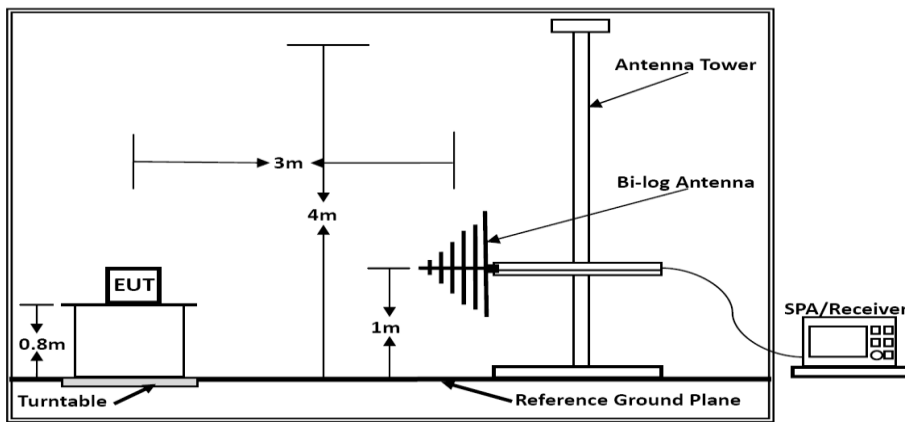 Antenna Tower
3m
Bi-log Antenna
4m
EUT
SPA/Receiver
0.8m
1m
Turntable
Reference Ground Plane